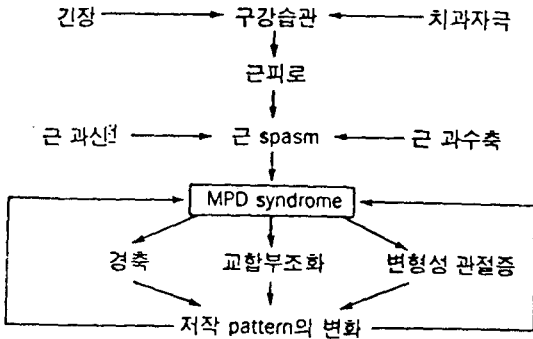 긴장 구강습관 치과자극
근피로
근 과신전 근 spasm 근 과수축
MPD syndrome
경축 교합부조화 변형성 관절증
저작 pattern의 변화